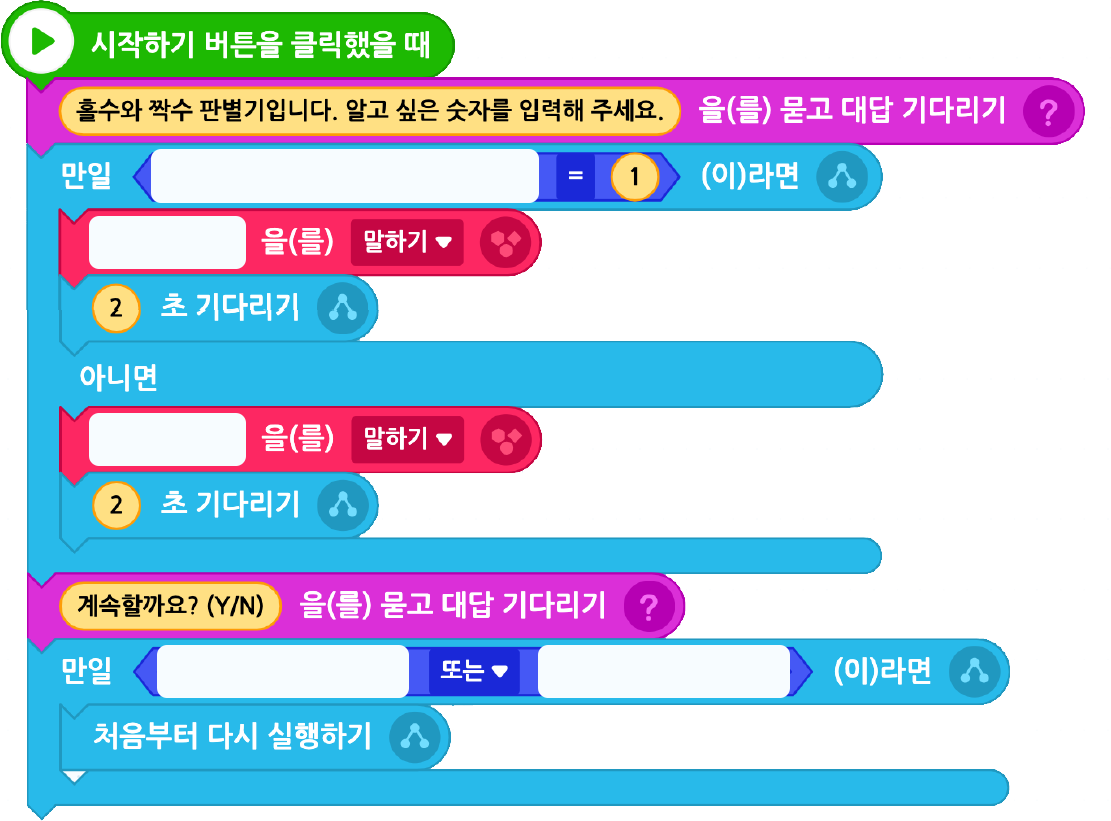 시작하기 버튼을 클릭했을 때
홀수와 짝수 판별기입니다. 알고 싶은 숫자를 입력해 주세요. 을(를) 묻고 대답 기다리기 ?
만일 = 1 (이)라면
을(를) 말하기
2 초 기다리기
아니면
을(를) 말하기
2 초 기다리기
계속할까요? (Y/N) 을(를) 묻고 대답 기다리기 ?
만일 또는 (이)라면
처음부터 다시 실행하기